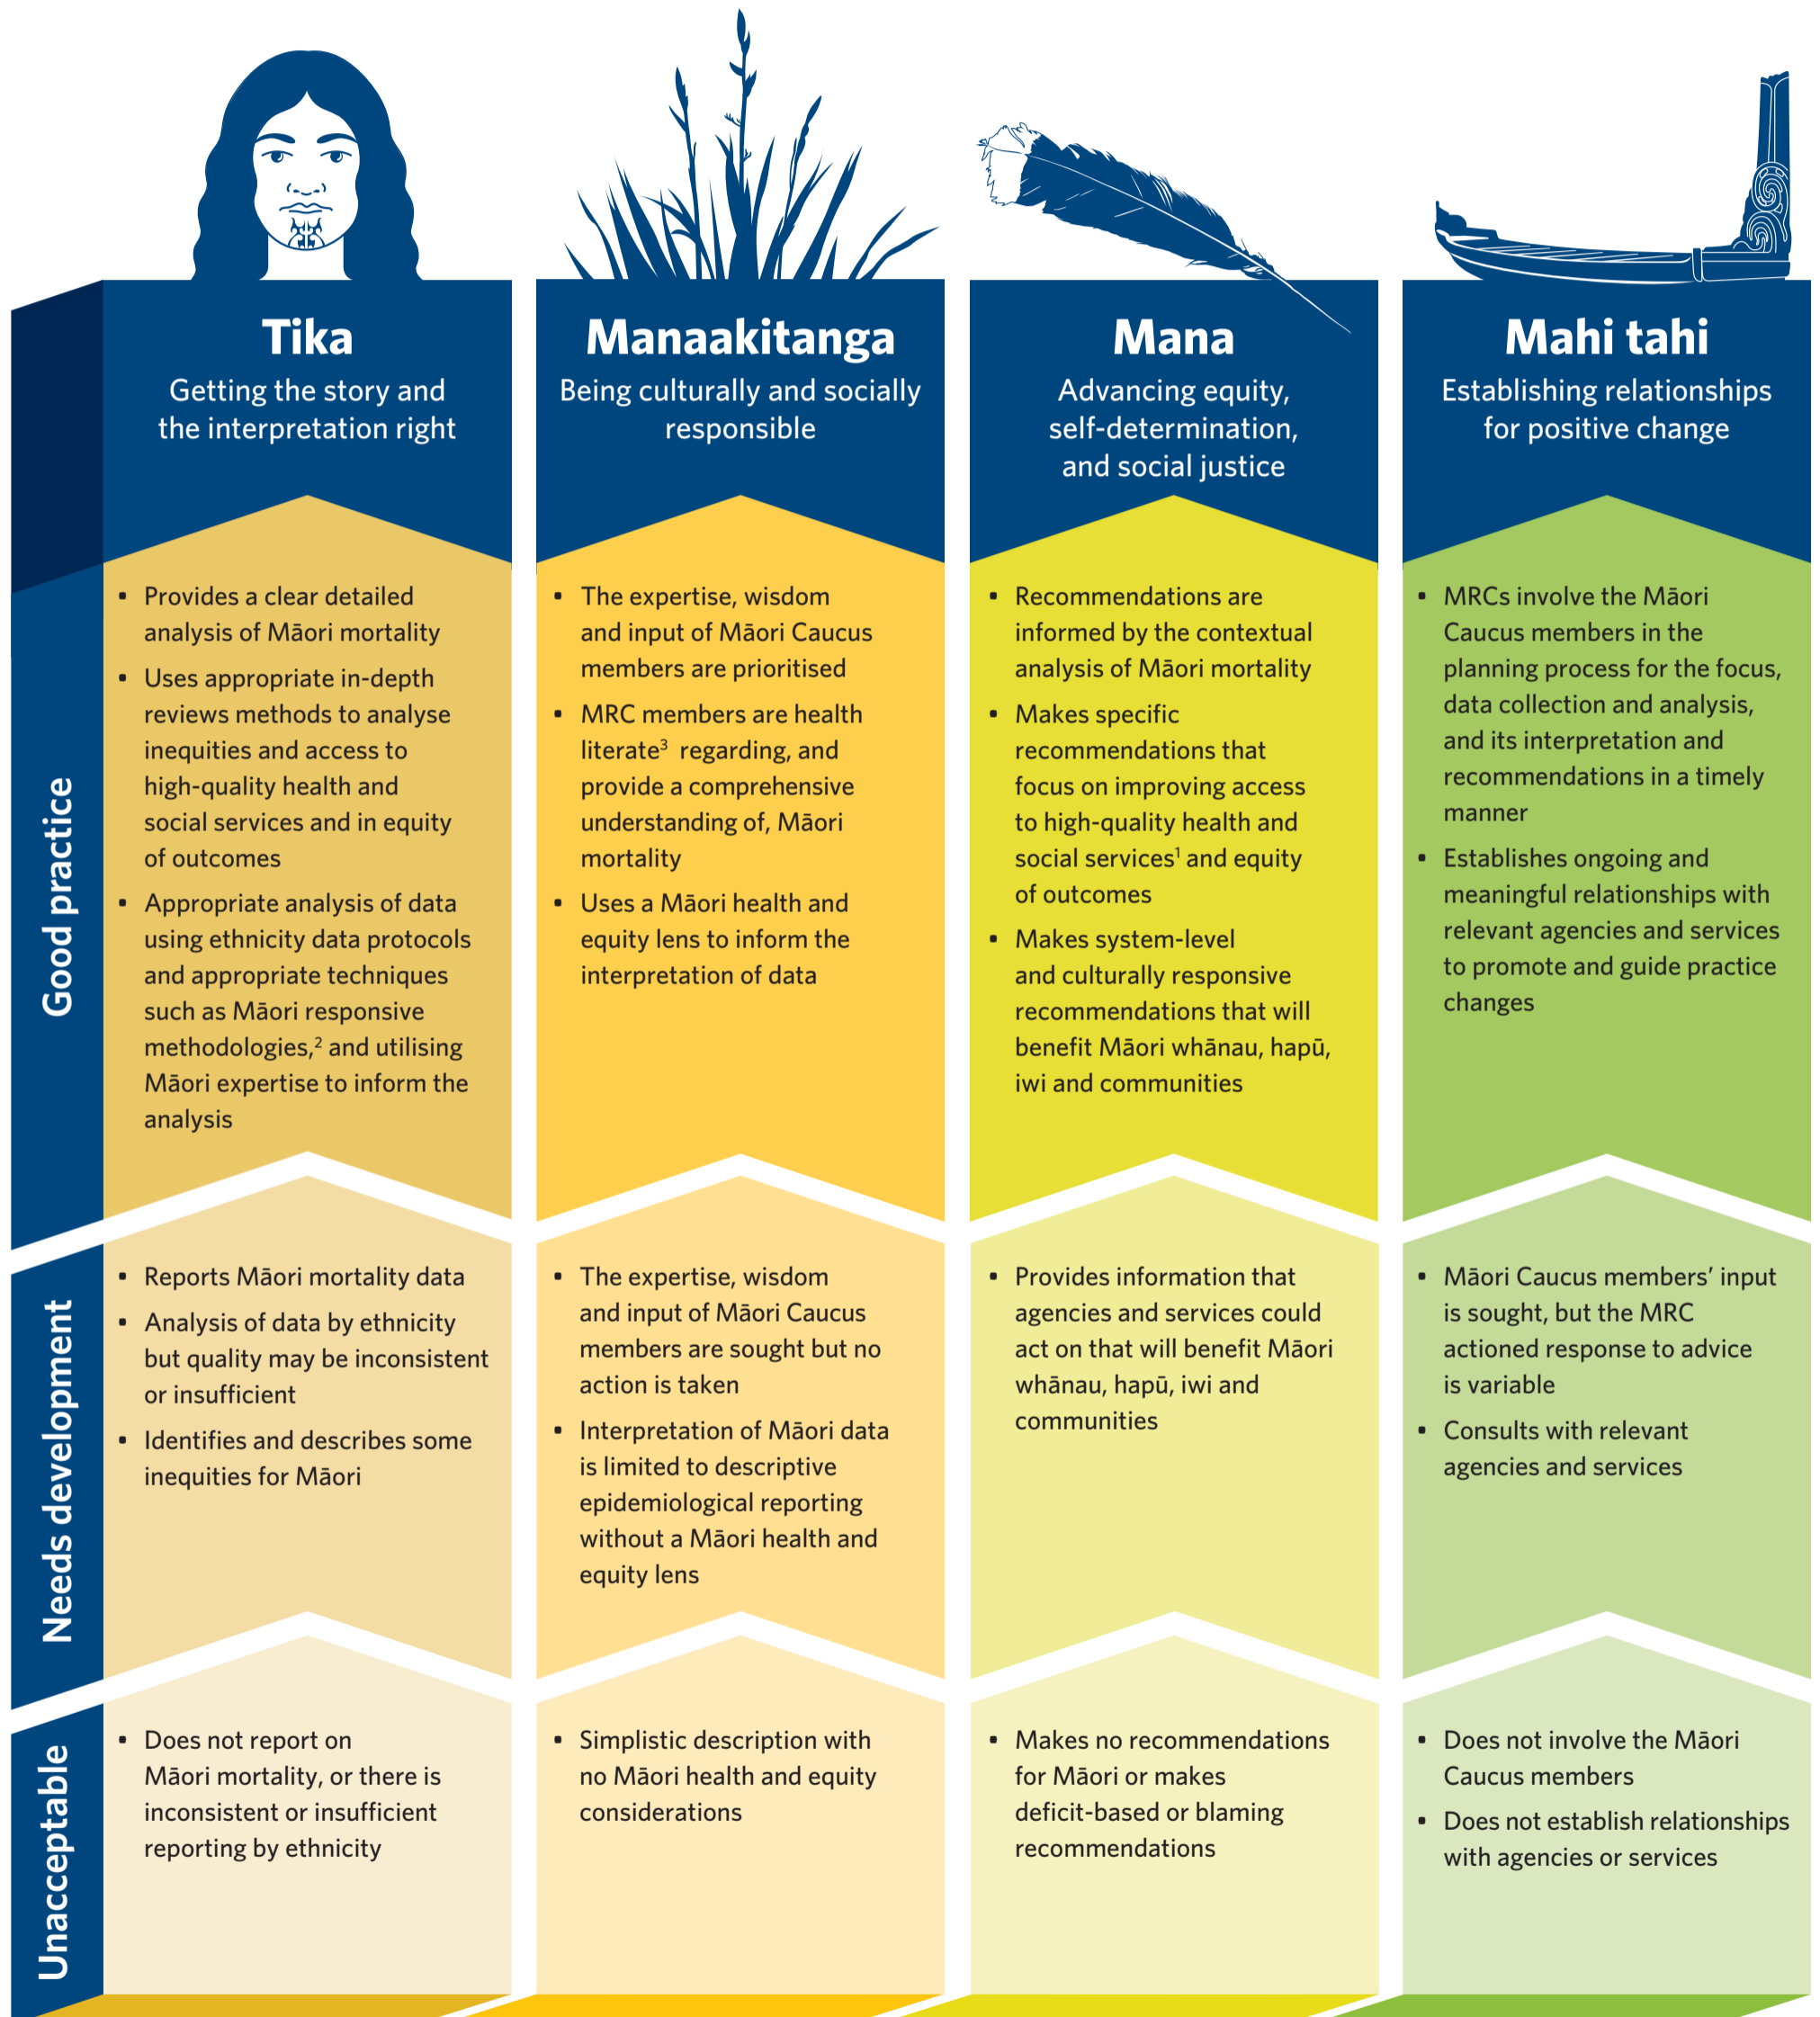 Tika
Getting the story and
the interpretation right
Manaakitanga
Being culturally and socially
responsible
Mana
Advancing equity,
self-determination,
and social justice
Mahi tahi
Establishing relationships
for positive change
Good practice
▪ Provides a clear detailed
analysis of Māori mortality
▪ Uses appropriate in-depth
reviews methods to analyse
inequities and access to
high-quality health and
social services and in equity
of outcomes
▪ Appropriate analysis of data
using ethnicity data protocols
and appropriate techniques
such as Māori responsive
methodologies,² and utilising
Māori expertise to inform the
analysis
▪ The expertise, wisdom
and input of Māori Caucus
members are prioritised
▪ MRC members are health
literate³ regarding, and
provide a comprehensive
understanding of, Māori
mortality
▪ Uses a Māori health and
equity lens to inform the
interpretation of data
▪ Recommendations are
informed by the contextual
analysis of Māori mortality
▪ Makes specific
recommendations that
focus on improving access
to high-quality health and
social services¹ and equity
of outcomes
▪ Makes system-level
and culturally responsive
recommendations that will
benefit Māori whānau, hapū,
iwi and communities
▪ MRCs involve the Māori
Caucus members in the
planning process for the focus,
data collection and analysis,
and its interpretation and
recommendations in a timely
manner
▪ Establishes ongoing and
meaningful relationships with
relevant agencies and services
to promote and guide practice
changes
Needs development
▪ Reports Māori mortality data
▪ Analysis of data by ethnicity
but quality may be inconsistent
or insufficient
▪ Identifies and describes some
inequities for Māori
▪ The expertise, wisdom
and input of Māori Caucus
members are sought but no
action is taken
▪ Interpretation of Māori data
is limited to descriptive
epidemiological reporting
without a Māori health and
equity lens
▪ Provides information that
agencies and services could
act on that will benefit Māori
whānau, hapū, iwi and
communities
▪ Māori Caucus members’ input
is sought, but the MRC
actioned response to advice
is variable
▪ Consults with relevant
agencies and services
Unacceptable
▪ Does not report on
Māori mortality, or there is
inconsistent or insufficient
reporting by ethnicity
▪ Simplistic description with
no Māori health and equity
considerations
▪ Makes no recommendations
for Māori or makes
deficit-based or blaming
recommendations
▪ Does not involve the Māori
Caucus members
▪ Does not establish relationships
with agencies or services